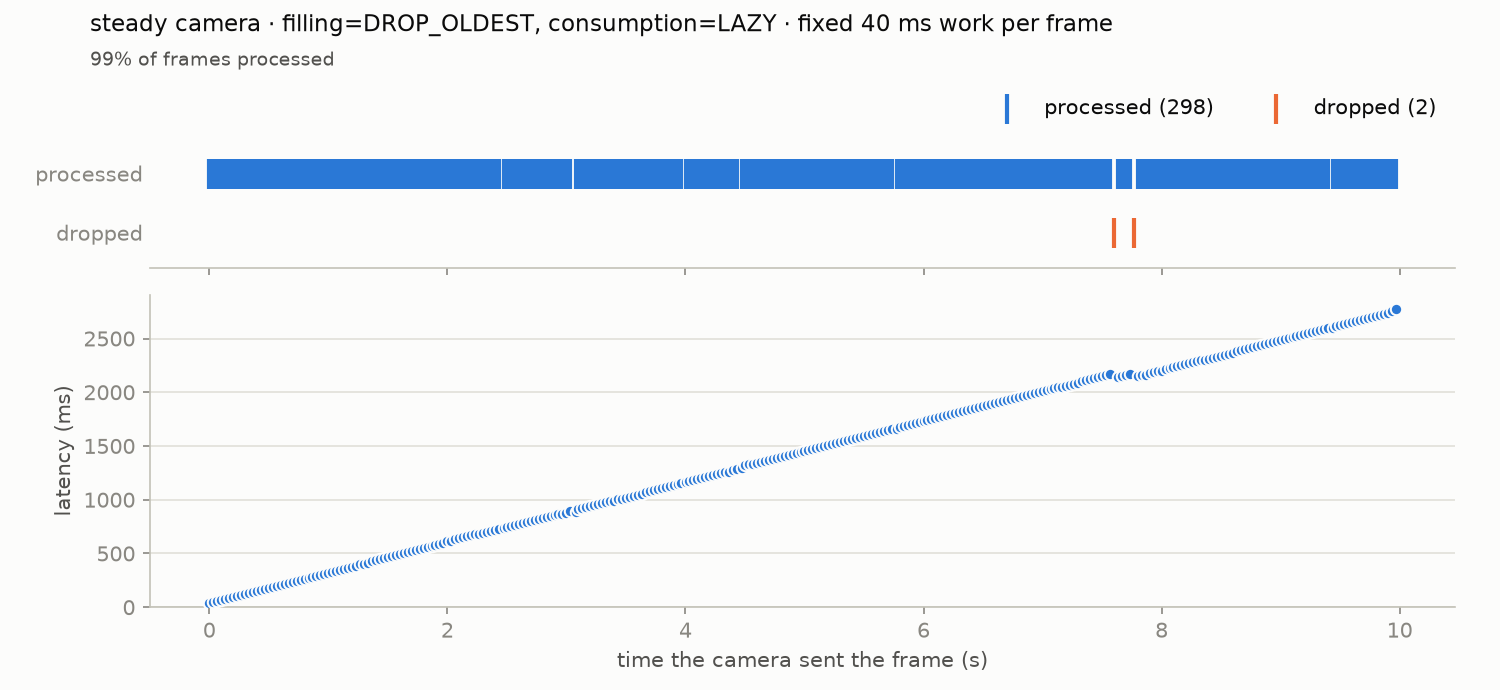 steady camera · filling=DROP_OLDEST, consumption=LAZY · fixed 40 ms work per frame
99% of frames processed
processed (298)
dropped (2)
processed
dropped
latency (ms)
2500
2000
1500
1000
500
0
0 2 4 6 8 10
time the camera sent the frame (s)